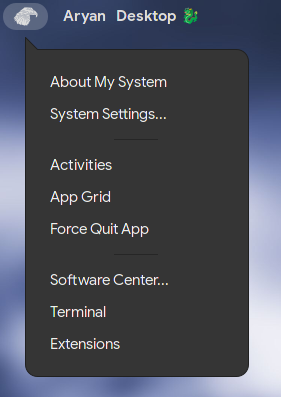 Aryan Desktop 🐉
About My System
System Settings...
Activities
App Grid
Force Quit App
Software Center...
Terminal
Extensions